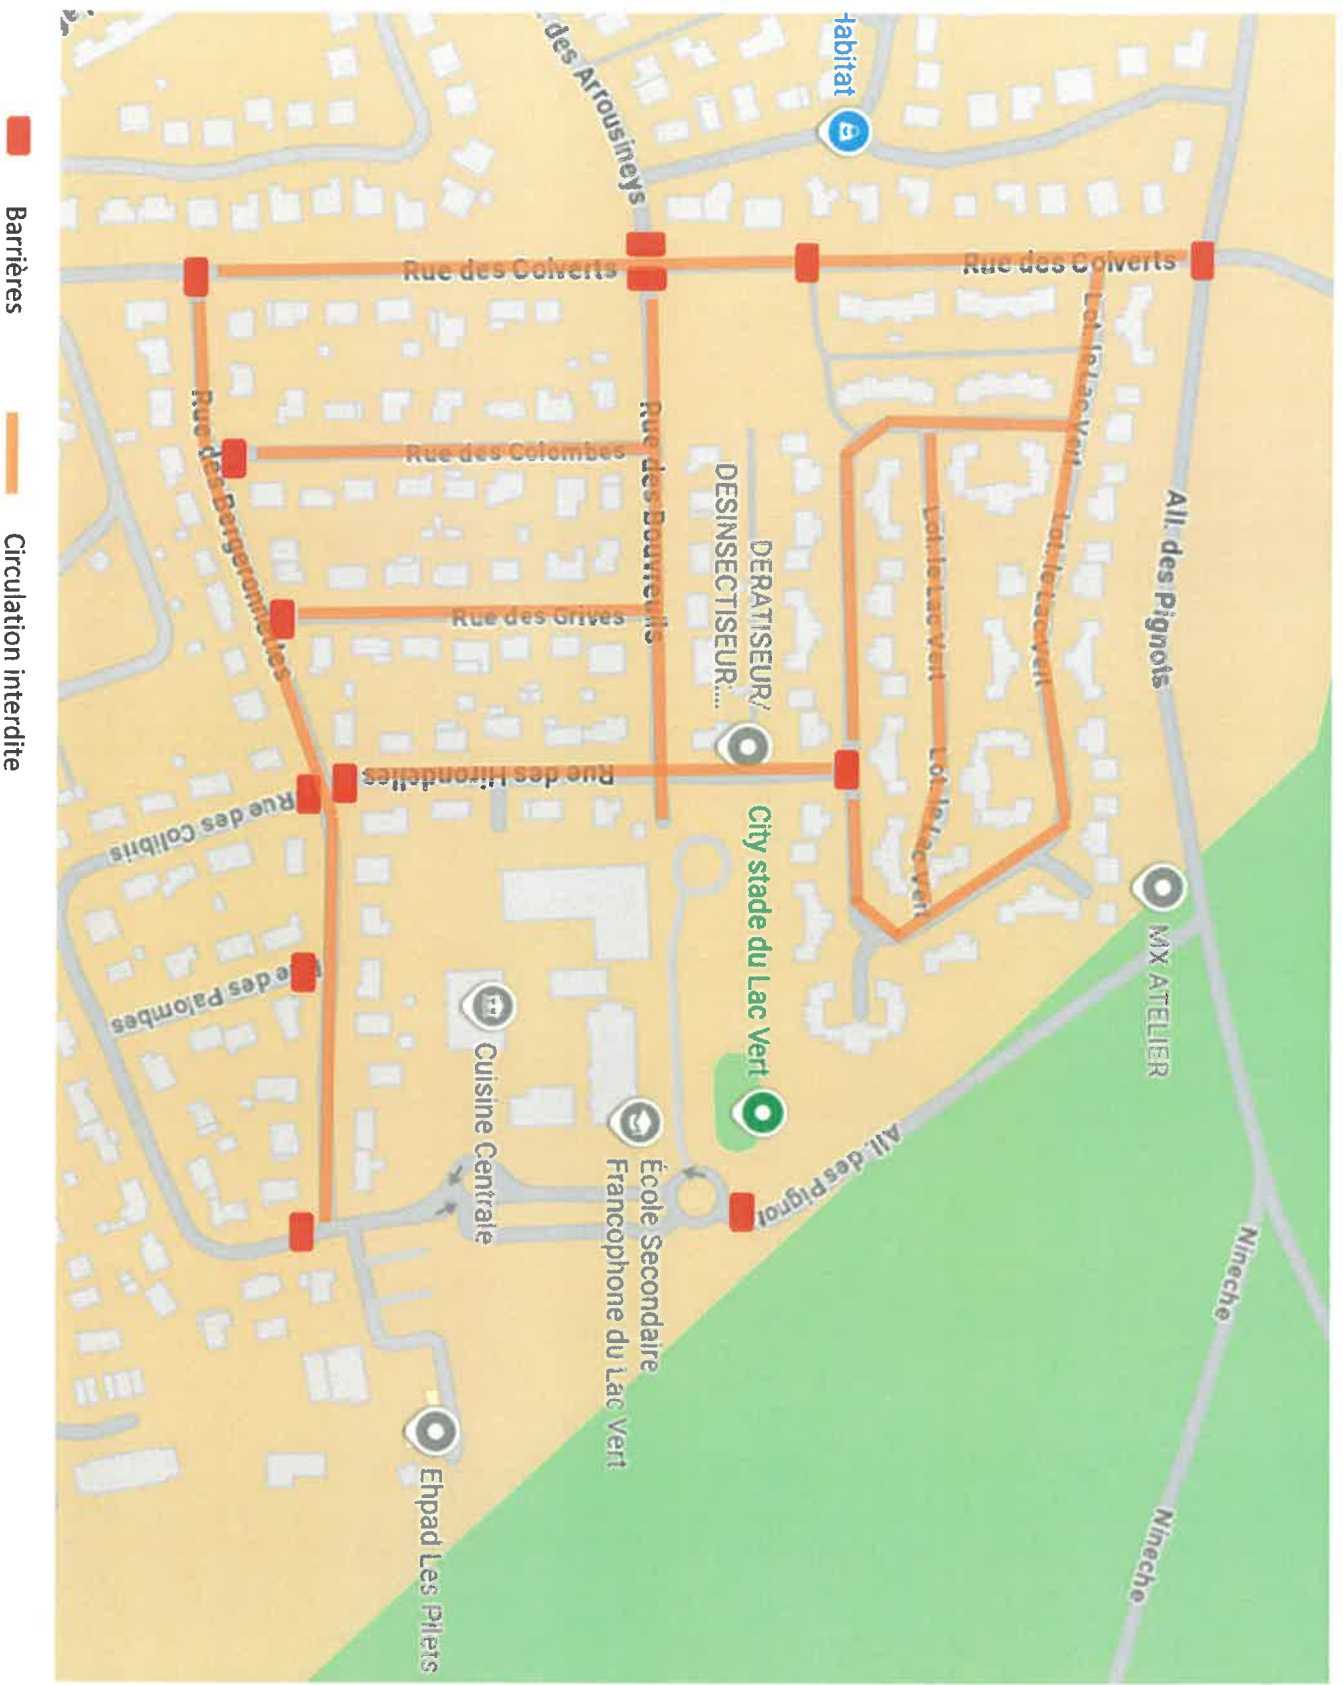 Habitat
des Arrousineys
Rue des Colverts
Rue des Colverts
Lot. le Lac Vert
Lot. le Lac Vert
Lot. le Lac Vert
Lot. le Lac Vert
All. des Pignots
Rue des Bergeronnettes
Rue des Colombes
Rue des Bouvreuils
Rue des Grives
Rue des Hirondelles
DERATISEUR/
DESINSECTISEUR....
Rue des Colibris
Rue des Palombes
City stade du Lac Vert
MX ATELIER
Cuisine Centrale
École Secondaire
Francophone du Lac Vert
All. des Pignots
Nineche
Nineche
Ehpad Les Pilets
Barrières
Circulation interdite